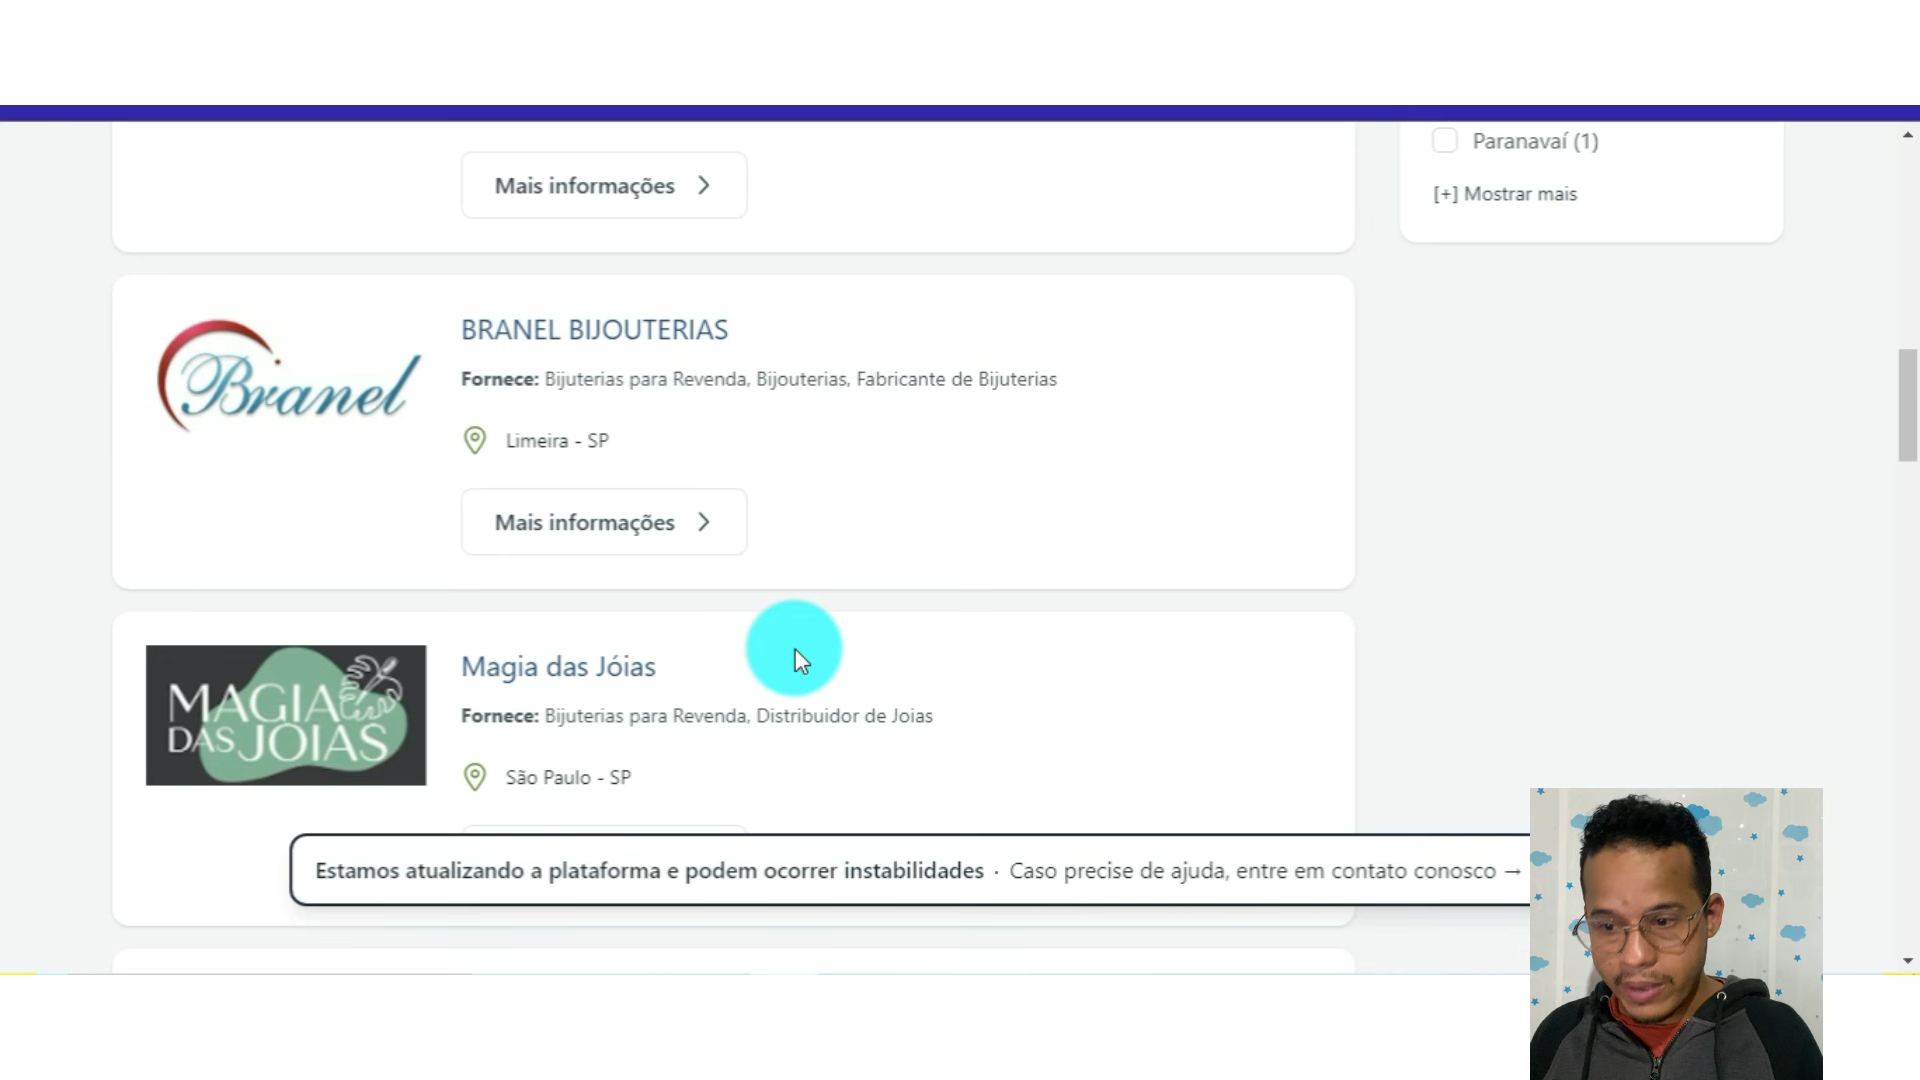 Paranavaí (1)
[+] Mostrar mais
Mais informações
Branel
BRANEL BIJOUTERIAS
Fornece: Bijuterias para Revenda, Bijouterias, Fabricante de Bijuterias
Limeira - SP
Mais informações
MAGIA
DAS JOIAS
Magia das Jóias
Fornece: Bijuterias para Revenda, Distribuidor de Joias
São Paulo - SP
Estamos atualizando a plataforma e podem ocorrer instabilidades · Caso precise de ajuda, entre em contato conosco →